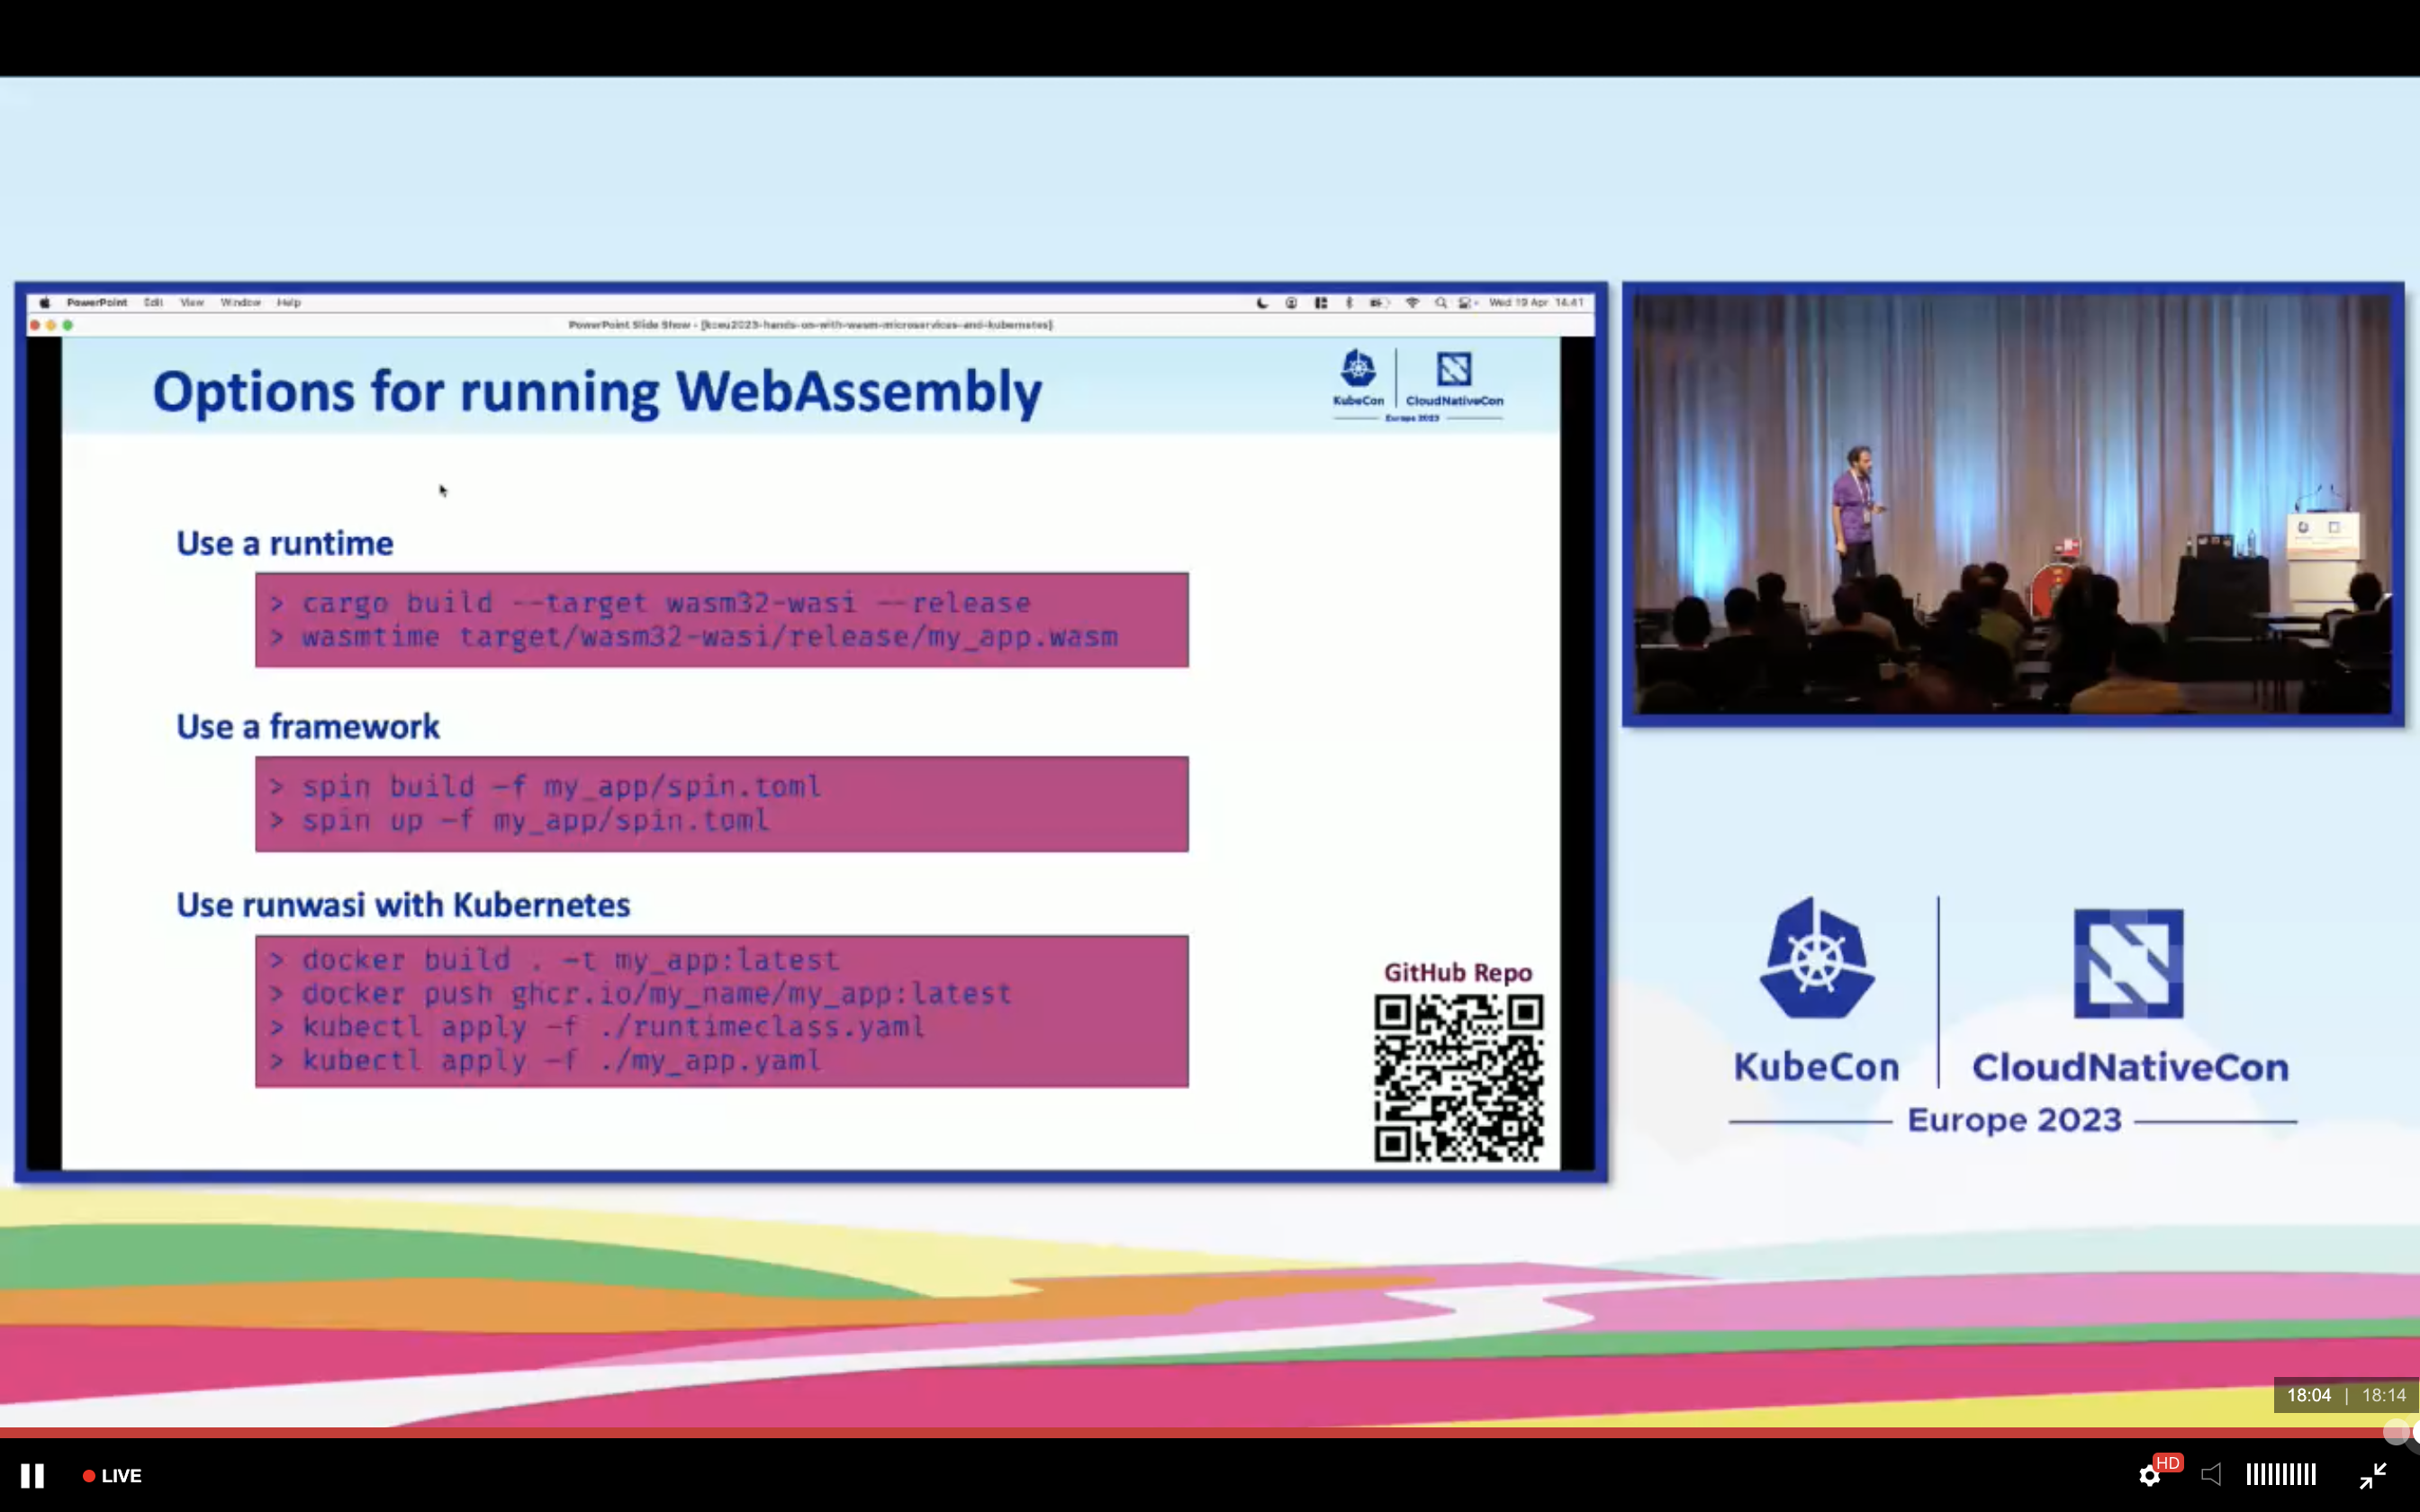 PowerPoint Edit View Window Help
Wed 19 Apr 14:41
PowerPoint Slide Show - [kceu2023-hands-on-with-wasm-microservices-and-kubernetes]
Options for running WebAssembly
KubeCon CloudNativeCon
Europe 2023
Use a runtime
> cargo build --target wasm32-wasi --release
> wasmtime target/wasm32-wasi/release/my_app.wasm
Use a framework
> spin build -f my_app/spin.toml
> spin up -f my_app/spin.toml
Use runwasi with Kubernetes
> docker build . -t my_app:latest
> docker push ghcr.io/my_name/my_app:latest
> kubectl apply -f ./runtimeclass.yaml
> kubectl apply -f ./my_app.yaml
GitHub Repo
KubeCon CloudNativeCon
Europe 2023
18:04 | 18:14
LIVE
HD